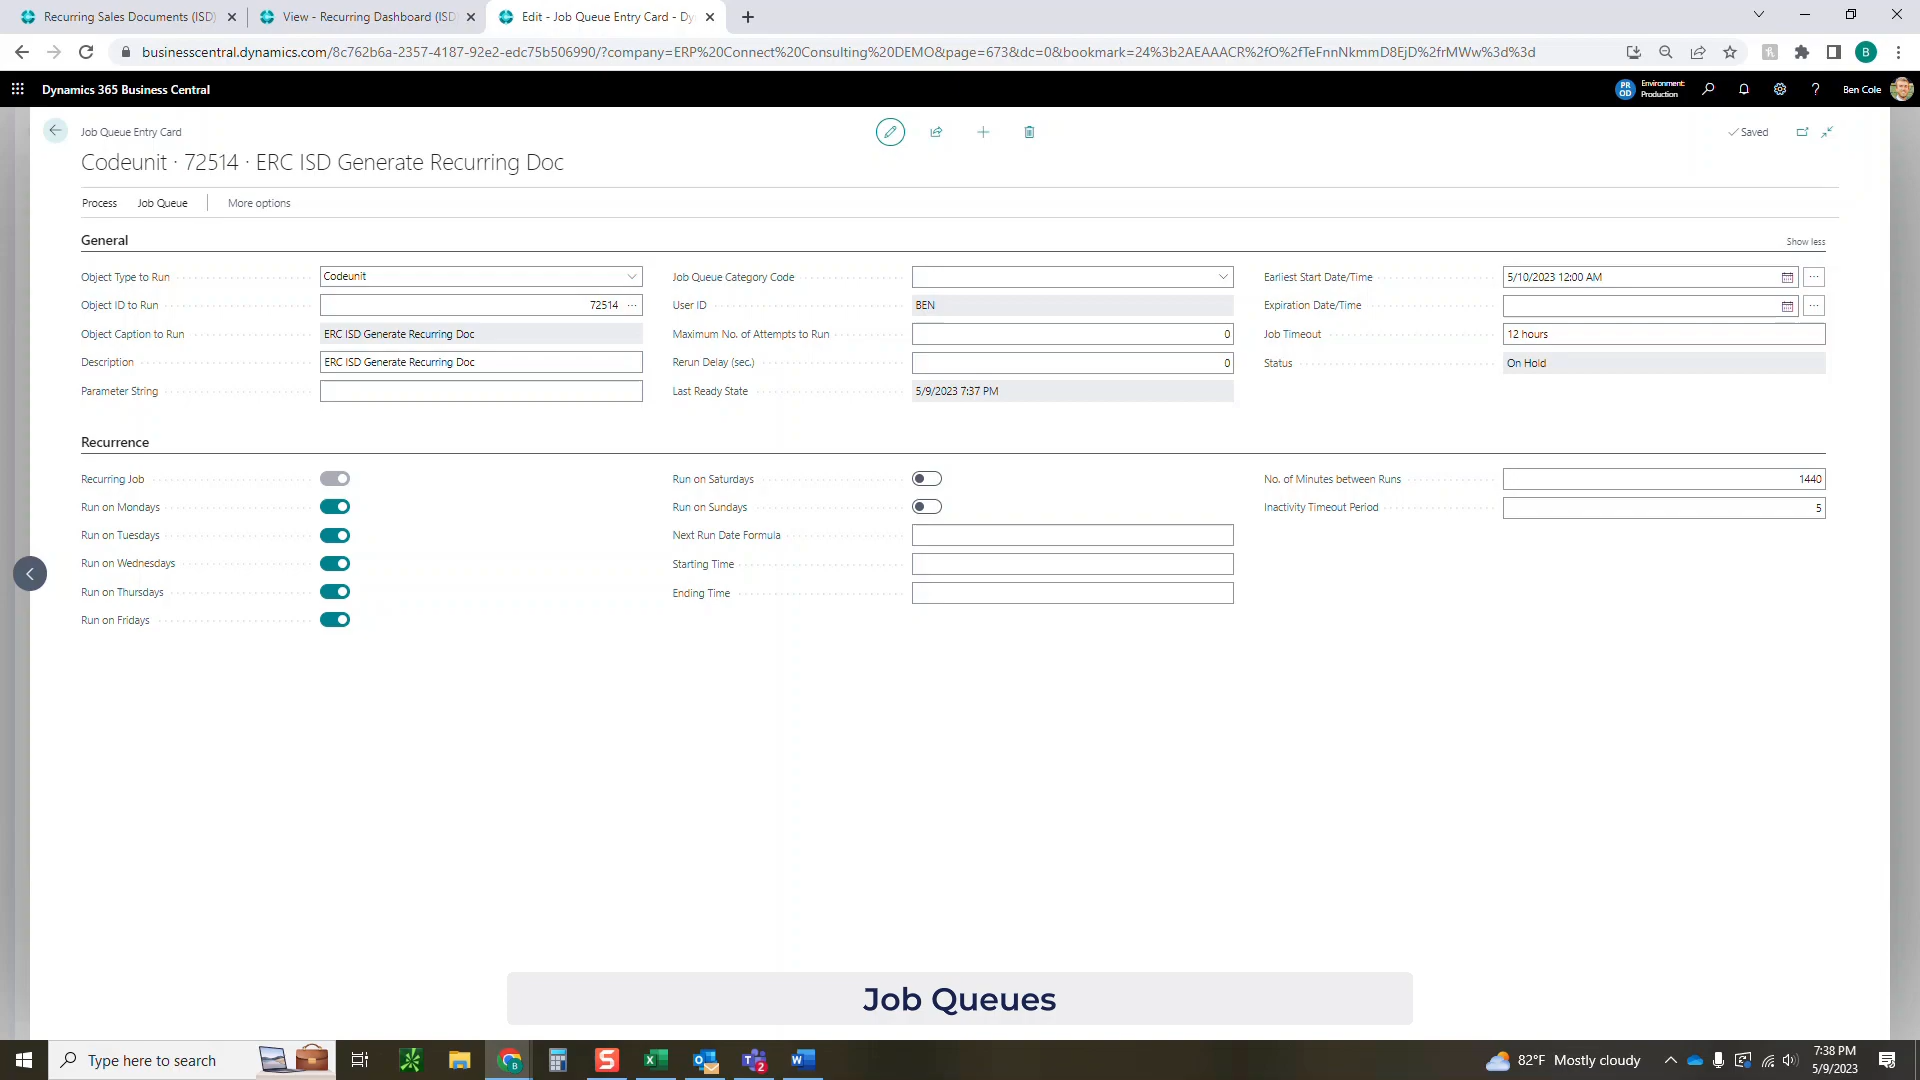 Recurring Sales Documents (ISD)
View - Recurring Dashboard (ISD
Edit - Job Queue Entry Card - Dy
businesscentral.dynamics.com/8c762b6a-2357-4187-92e2-edc75b506990/?company=ERP%20Connect%20Consulting%20DEMO&page=673&dc=0&bookmark=24%3b2AEAAACR%2fO%2fTeFnnNkmmD8EjD%2frMWw%3d%3d
B
Dynamics 365 Business Central
PR
OD
Environment:
Production
?
Ben Cole
Job Queue Entry Card
Saved
Codeunit · 72514 · ERC ISD Generate Recurring Doc
Process
Job Queue
More options
General
Show less
Object Type to Run
Codeunit
Job Queue Category Code
Earliest Start Date/Time
5/10/2023 12:00 AM
Object ID to Run
72514
User ID
BEN
Expiration Date/Time
Object Caption to Run
ERC ISD Generate Recurring Doc
Maximum No. of Attempts to Run
0
Job Timeout
12 hours
Description
ERC ISD Generate Recurring Doc
Rerun Delay (sec.)
0
Status
On Hold
Parameter String
Last Ready State
5/9/2023 7:37 PM
Recurrence
Recurring Job
Run on Saturdays
No. of Minutes between Runs
1440
Run on Mondays
Run on Sundays
Inactivity Timeout Period
5
Run on Tuesdays
Next Run Date Formula
Run on Wednesdays
Starting Time
Run on Thursdays
Ending Time
Run on Fridays
Job Queues
Type here to search
82°F Mostly cloudy
7:38 PM
5/9/2023